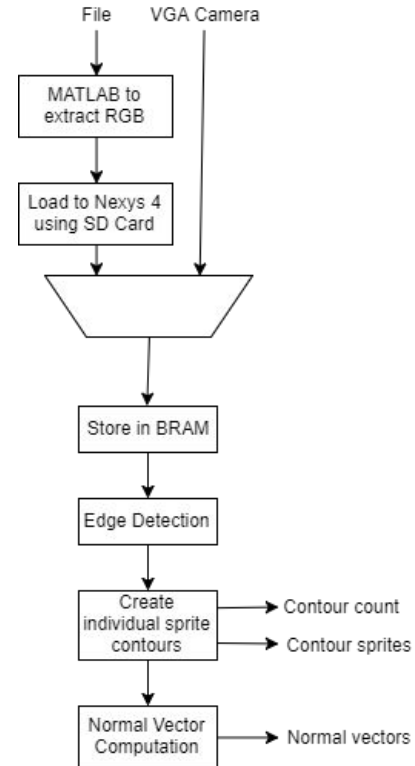 File
VGA Camera
MATLAB to
extract RGB
Load to Nexys 4
using SD Card
Store in BRAM
Edge Detection
Create
individual sprite
contours
Contour count
Contour sprites
Normal Vector
Computation
Normal vectors